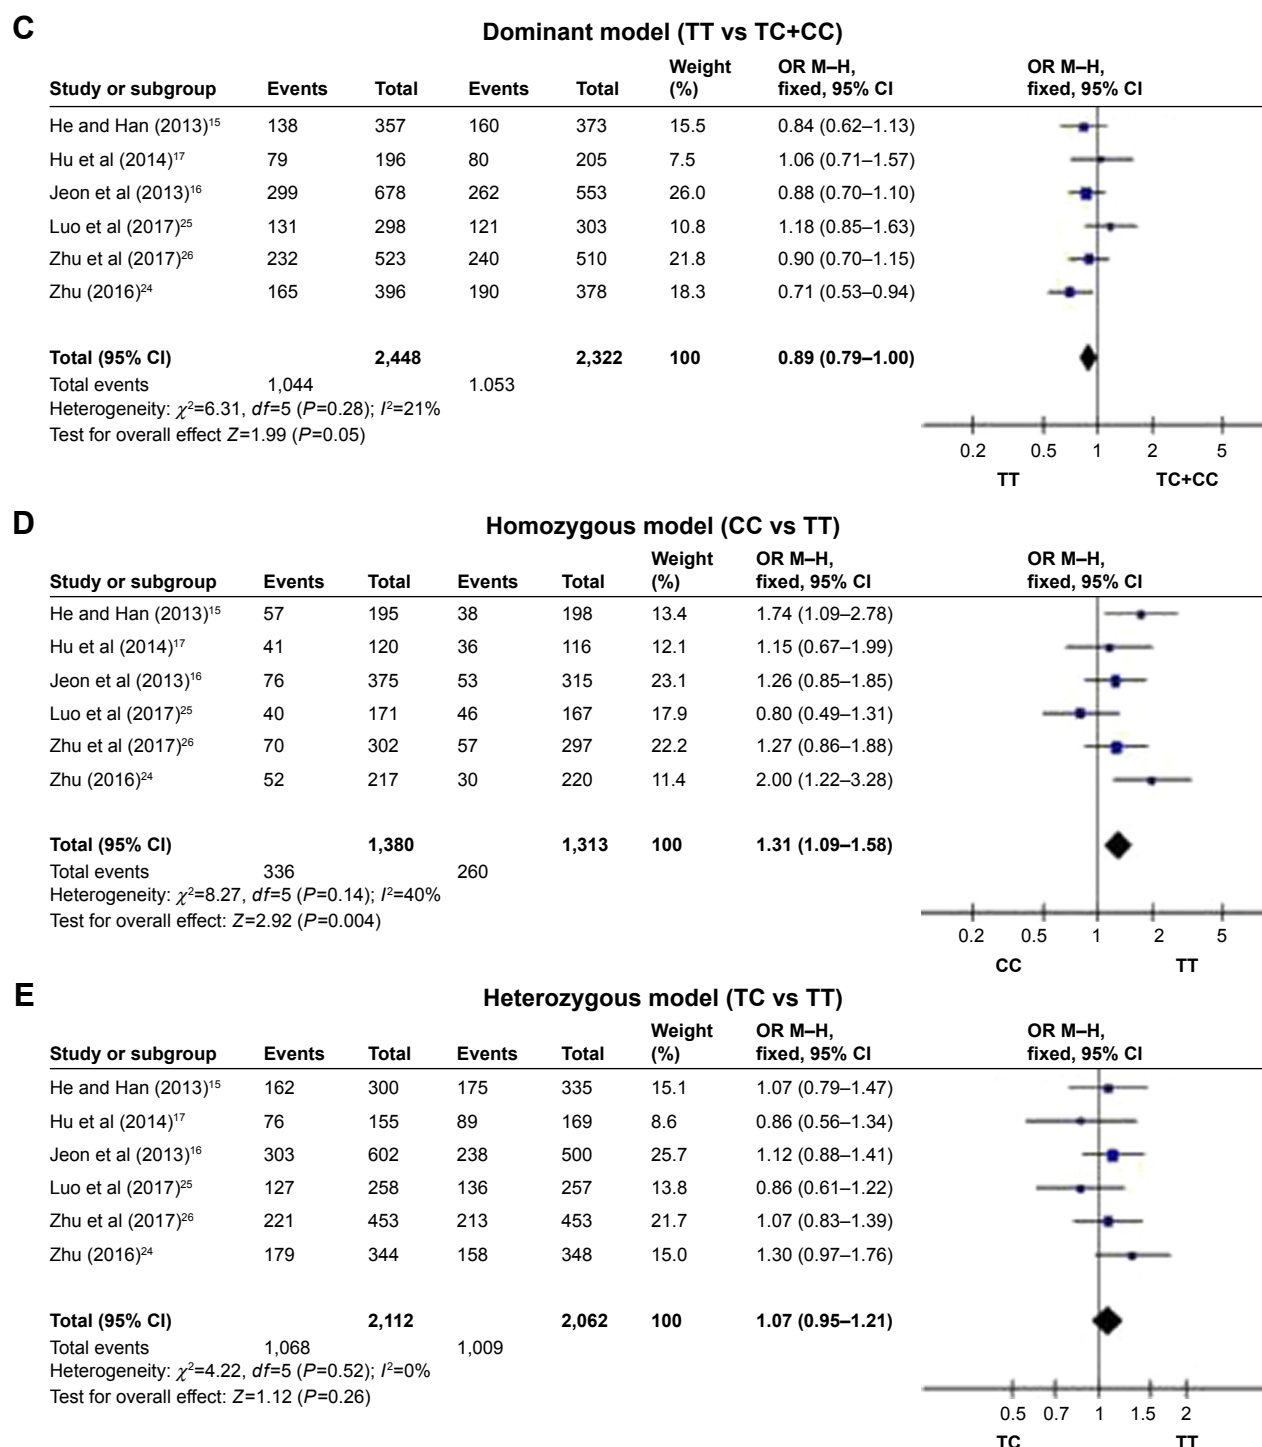 C
Dominant model (TT vs TC+CC)
Weight OR M–H, OR M–H,
Study or subgroup Events Total Events Total (%) fixed, 95% CI fixed, 95% CI
He and Han (2013)15 138 357 160 373 15.5 0.84 (0.62–1.13)
Hu et al (2014)17 79 196 80 205 7.5 1.06 (0.71–1.57)
Jeon et al (2013)16 299 678 262 553 26.0 0.88 (0.70–1.10)
Luo et al (2017)25 131 298 121 303 10.8 1.18 (0.85–1.63)
Zhu et al (2017)26 232 523 240 510 21.8 0.90 (0.70–1.15)
Zhu (2016)24 165 396 190 378 18.3 0.71 (0.53–0.94)
Total (95% CI) 2,448 2,322 100 0.89 (0.79–1.00)
Total events 1,044 1.053
Heterogeneity: χ2=6.31, df=5 (P=0.28); I2=21%
Test for overall effect Z=1.99 (P=0.05)
0.2 0.5 1 2 5
TT TC+CC
D
Homozygous model (CC vs TT)
Weight OR M–H, OR M–H,
Study or subgroup Events Total Events Total (%) fixed, 95% CI fixed, 95% CI
He and Han (2013)15 57 195 38 198 13.4 1.74 (1.09–2.78)
Hu et al (2014)17 41 120 36 116 12.1 1.15 (0.67–1.99)
Jeon et al (2013)16 76 375 53 315 23.1 1.26 (0.85–1.85)
Luo et al (2017)25 40 171 46 167 17.9 0.80 (0.49–1.31)
Zhu et al (2017)26 70 302 57 297 22.2 1.27 (0.86–1.88)
Zhu (2016)24 52 217 30 220 11.4 2.00 (1.22–3.28)
Total (95% CI) 1,380 1,313 100 1.31 (1.09–1.58)
Total events 336 260
Heterogeneity: χ2=8.27, df=5 (P=0.14); I2=40%
Test for overall effect: Z=2.92 (P=0.004)
0.2 0.5 1 2 5
CC TT
E
Heterozygous model (TC vs TT)
Weight OR M–H, OR M–H,
Study or subgroup Events Total Events Total (%) fixed, 95% CI fixed, 95% CI
He and Han (2013)15 162 300 175 335 15.1 1.07 (0.79–1.47)
Hu et al (2014)17 76 155 89 169 8.6 0.86 (0.56–1.34)
Jeon et al (2013)16 303 602 238 500 25.7 1.12 (0.88–1.41)
Luo et al (2017)25 127 258 136 257 13.8 0.86 (0.61–1.22)
Zhu et al (2017)26 221 453 213 453 21.7 1.07 (0.83–1.39)
Zhu (2016)24 179 344 158 348 15.0 1.30 (0.97–1.76)
Total (95% CI) 2,112 2,062 100 1.07 (0.95–1.21)
Total events 1,068 1,009
Heterogeneity: χ2=4.22, df=5 (P=0.52); I2=0%
Test for overall effect: Z=1.12 (P=0.26)
0.5 0.7 1 1.5 2
TC TT